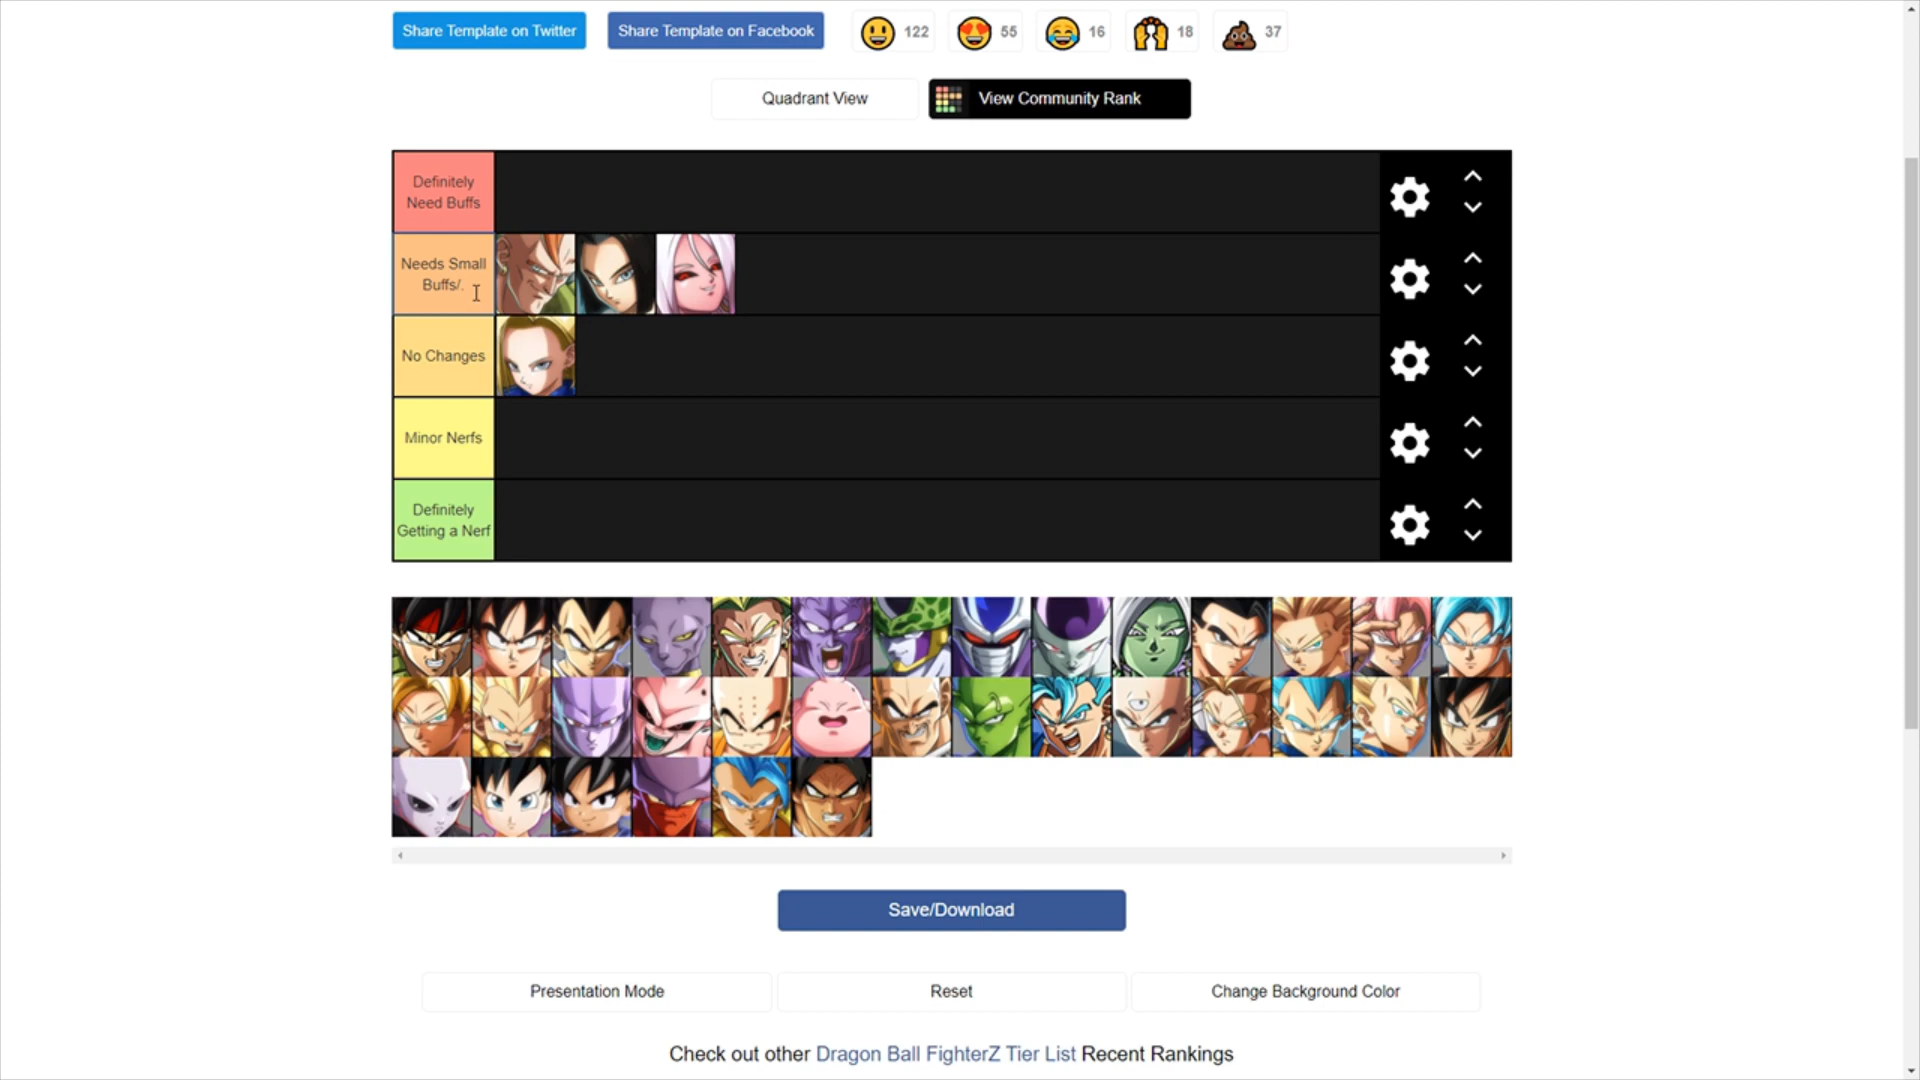 Share Template on Twitter
Share Template on Facebook
122
55
16
18
37
Quadrant View
View Community Rank
Definitely
Need Buffs
Needs Small
Buffs/.
No Changes
Minor Nerfs
Definitely
Getting a Nerf
Save/Download
Presentation Mode
Reset
Change Background Color
Check out other Dragon Ball FighterZ Tier List Recent Rankings